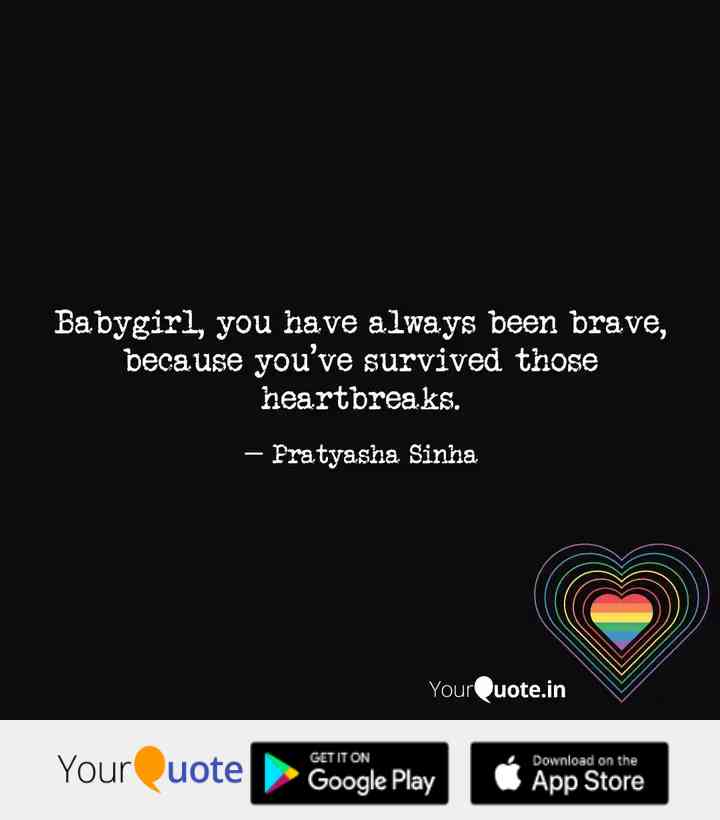 Babygirl, you have always been brave,
because you've survived those
heartbreaks.
— Pratyasha Sinha
YourQuote.in
YourQuote
GET IT ON
Google Play
Download on the
App Store